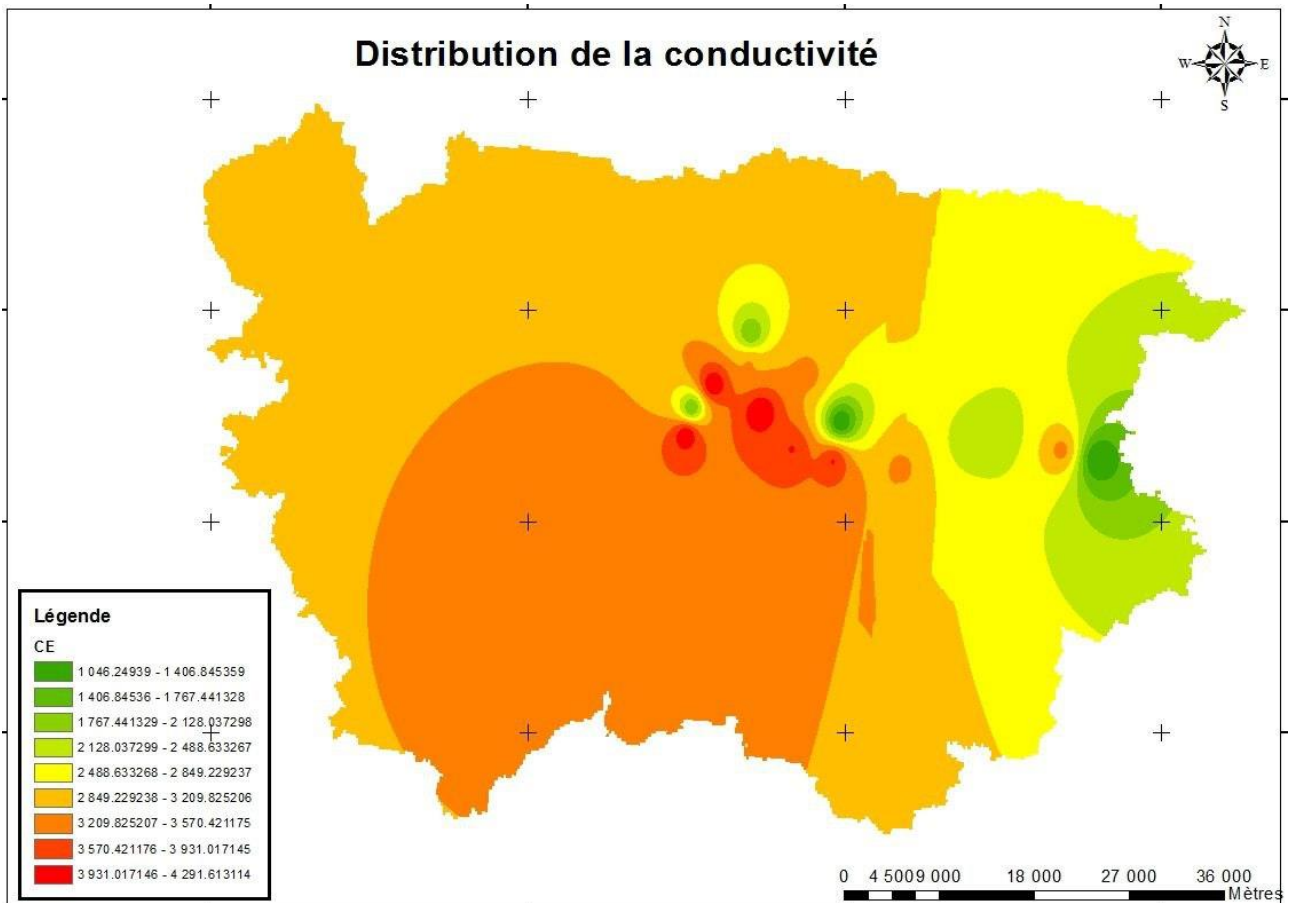 Distribution de la conductivité
N
W E
S
Légende
CE
1 046.24939 - 1 406.845359
1 406.84536 - 1 767.441328
1 767.441329 - 2 128.037298
2 128.037299 - 2 488.633267
2 488.633268 - 2 849.229237
2 849.229238 - 3 209.825206
3 209.825207 - 3 570.421175
3 570.421176 - 3 931.017145
3 931.017146 - 4 291.613114
0 4 500 9 000 18 000 27 000 36 000
Mètres